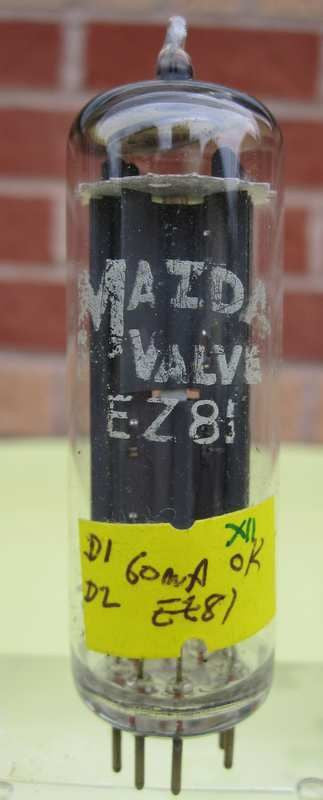 MAZDA
VALVE
EZ81
XII
D1 60mA OK
D2 EZ81